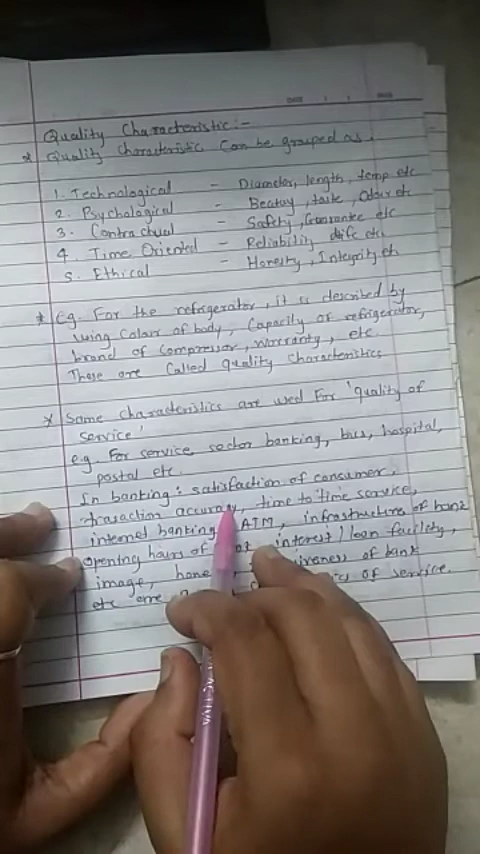 DATE / / PAGE
Quality Characteristic:-
* Quality Characteristic Can be grouped as.
1. Technological - Diameter, length, temp etc
2. Psychological - Beatuy, taste, Odour etc
3. Contractual - Safety, Guarantee etc
4. Time Oriented - Reliability etc
5. Ethical - Honesty, Integrity, etc
* Eg. For the refrigerator, it is described by
using Colour of body, Capacity of refrigerator,
brand of compressor, warranty, etc.
These are Called quality characteristics
* Same characteristics are used For 'quality of
service'
e.g. For service sector banking, bus, hospital,
postal etc.
In banking: satisfaction of consumer,
trasaction accuracy, time to time service,
internet banking, ATM, infrastructure of bank
Opening hours of interest / loan facility,
image, of bank
etc are of service.